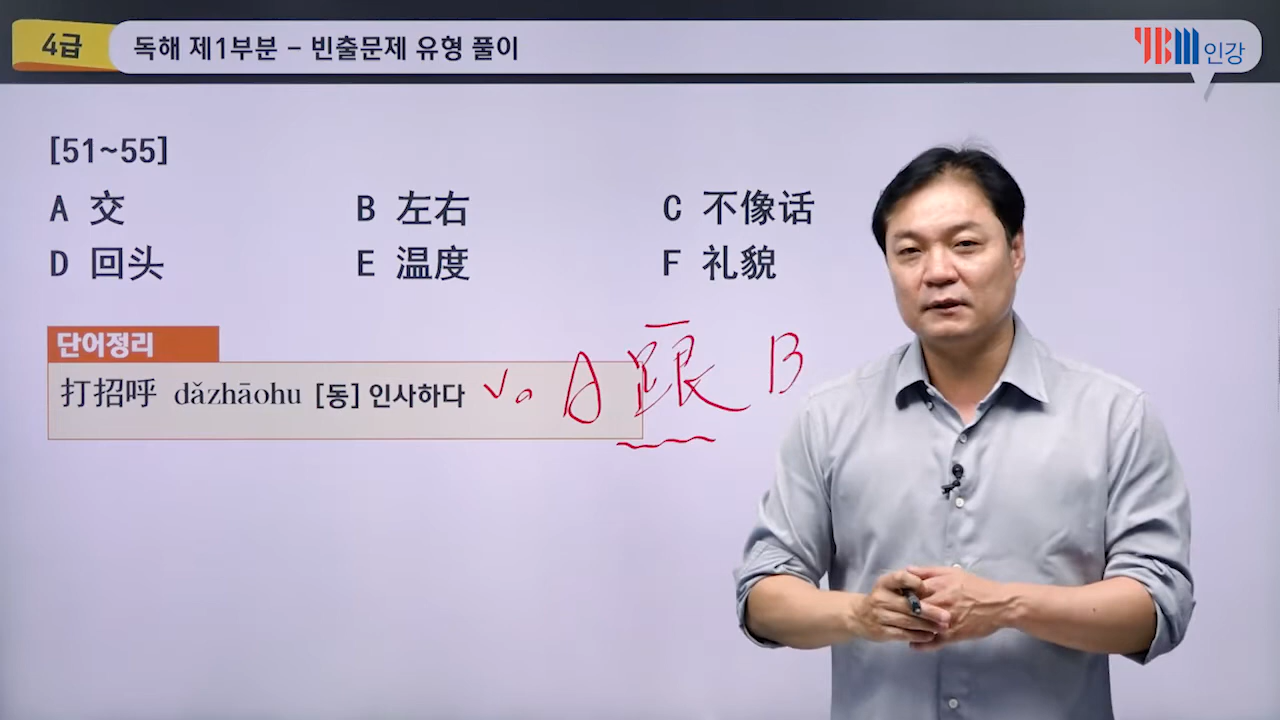 4급 독해 제1부분 – 빈출문제 유형 풀이 YBM 인강
[51~55]
A 交 B 左右 C 不像话
D 回头 E 温度 F 礼貌
단어정리
打招呼 dǎzhāohu [동] 인사하다 vo A 跟 B